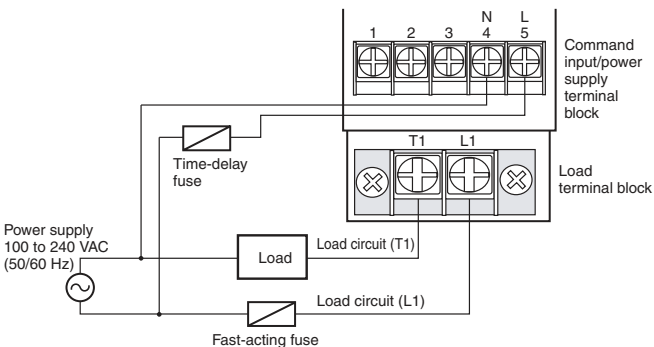 N L
1 2 3 4 5
Command
input/power
supply
terminal
block
T1 L1
Time-delay
fuse
Load
terminal block
Power supply
100 to 240 VAC
(50/60 Hz)
Load
Load circuit (T1)
Load circuit (L1)
Fast-acting fuse